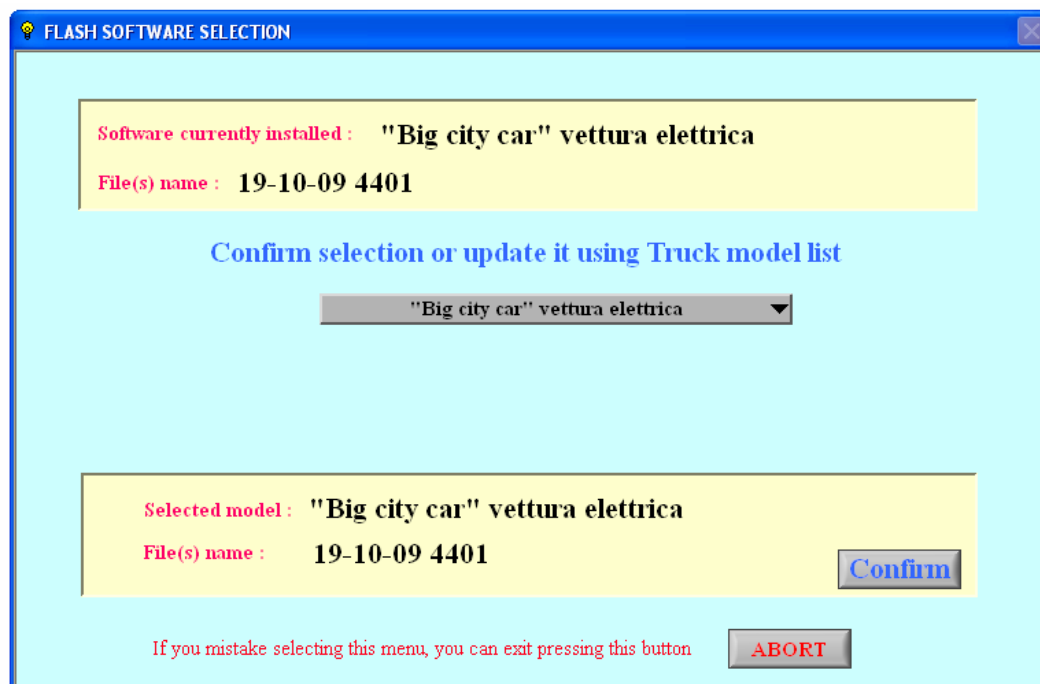 FLASH SOFTWARE SELECTION
Software currently installed : "Big city car" vettura elettrica
File(s) name : 19-10-09 4401
Confirm selection or update it using Truck model list
"Big city car" vettura elettrica
Selected model : "Big city car" vettura elettrica
File(s) name : 19-10-09 4401
Confirm
If you mistake selecting this menu, you can exit pressing this button ABORT